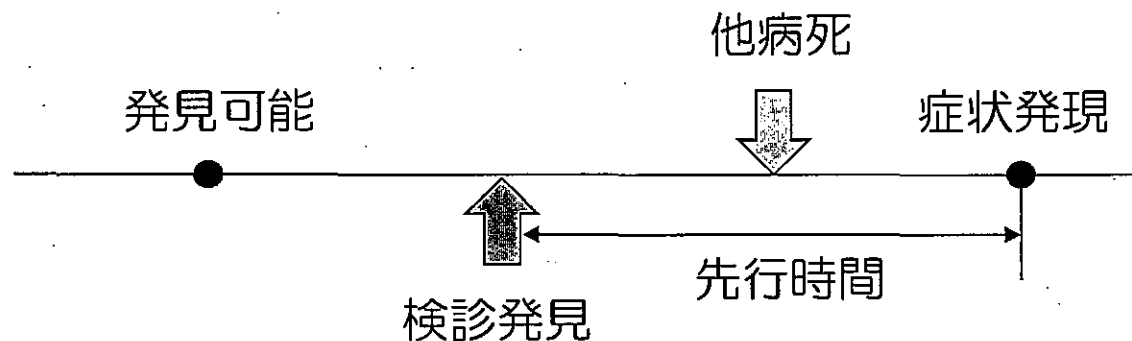 他病死
発見可能
症状発現
先行時間
検診発見